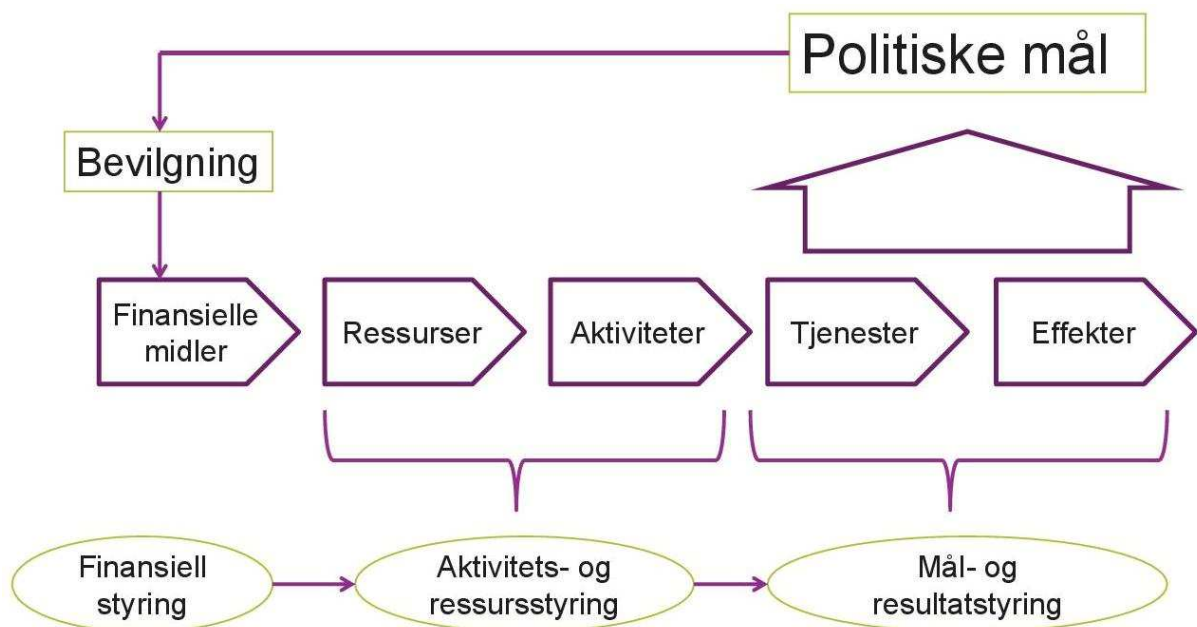 Politiske mål
Bevilgning
Finansielle
midler
Ressurser
Aktiviteter
Tjenester
Effekter
Finansiell
styring
Aktivitets- og
ressursstyring
Mål- og
resultatstyring